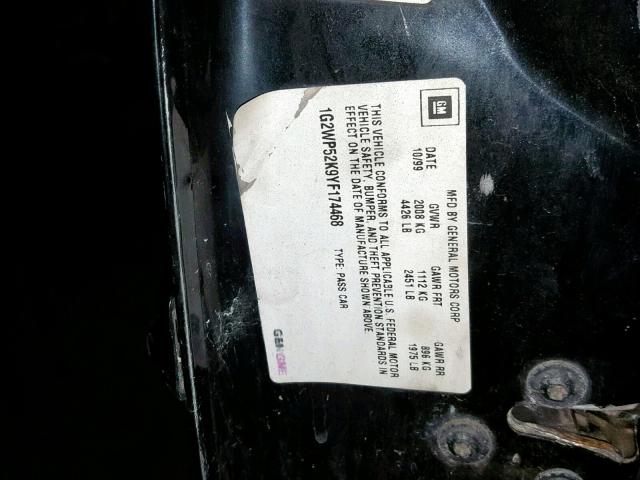 GM
MFD BY GENERAL MOTORS CORP
DATE GVWR GAWR FRT GAWR RR
10/99 2008 KG 1112 KG 896 KG
4426 LB 2451 LB 1975 LB
THIS VEHICLE CONFORMS TO ALL APPLICABLE U.S. FEDERAL MOTOR
VEHICLE SAFETY, BUMPER, AND THEFT PREVENTION STANDARDS IN
EFFECT ON THE DATE OF MANUFACTURE SHOWN ABOVE.
1G2WP52K9YF174468 TYPE: PASS CAR